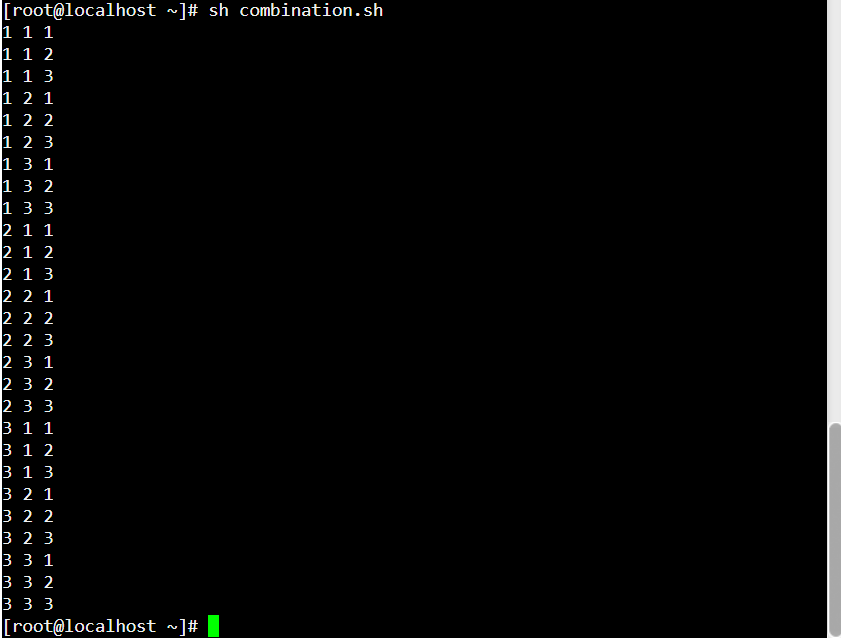 [root@localhost ~]# sh combination.sh
1 1 1
1 1 2
1 1 3
1 2 1
1 2 2
1 2 3
1 3 1
1 3 2
1 3 3
2 1 1
2 1 2
2 1 3
2 2 1
2 2 2
2 2 3
2 3 1
2 3 2
2 3 3
3 1 1
3 1 2
3 1 3
3 2 1
3 2 2
3 2 3
3 3 1
3 3 2
3 3 3
[root@localhost ~]#